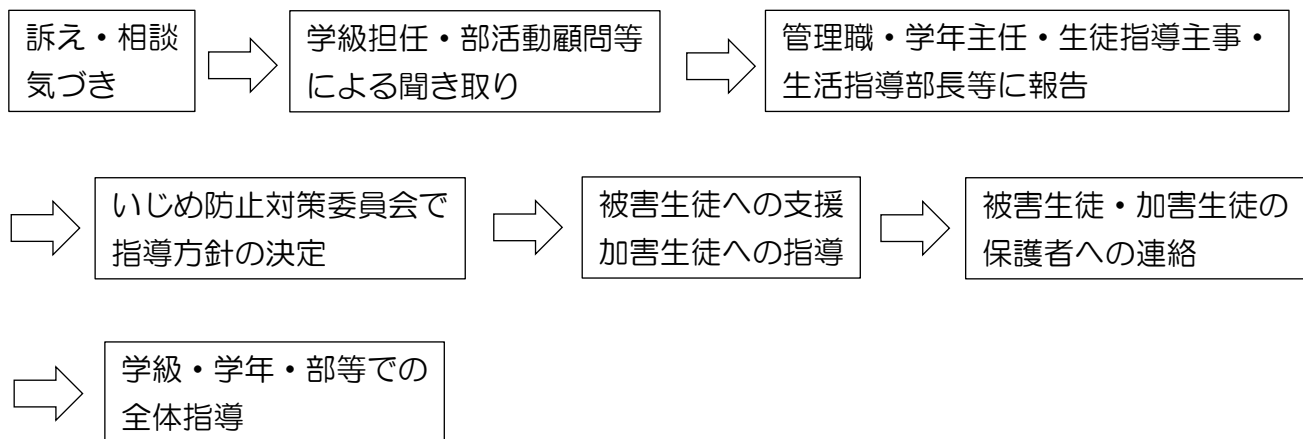 訴え・相談
気づき
学級担任・部活動顧問等
による聞き取り
管理職・学年主任・生徒指導主事・
生活指導部長等に報告
いじめ防止対策委員会で
指導方針の決定
被害生徒への支援
加害生徒への指導
被害生徒・加害生徒の
保護者への連絡
学級・学年・部等での
全体指導